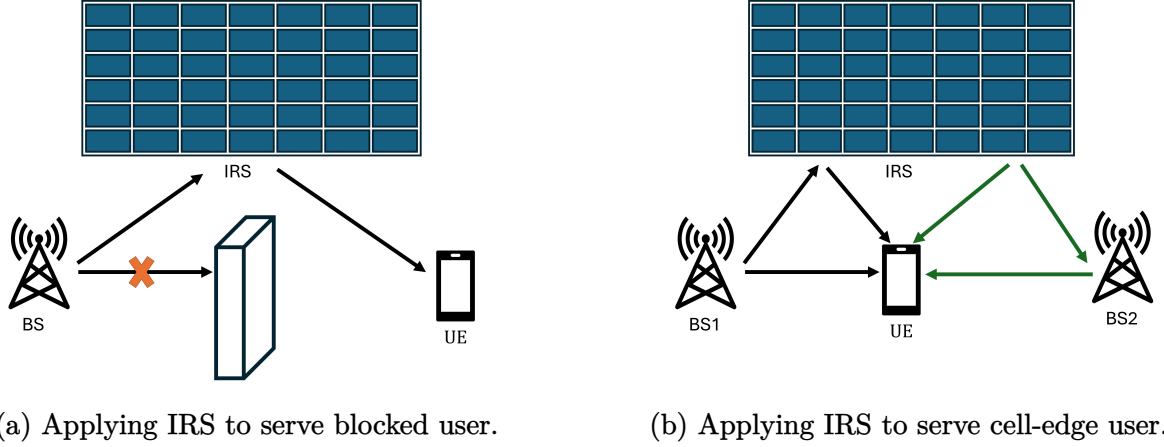 IRS
BS
UE
(a) Applying IRS to serve blocked user.
IRS
BS1
UE
BS2
(b) Applying IRS to serve cell-edge user.